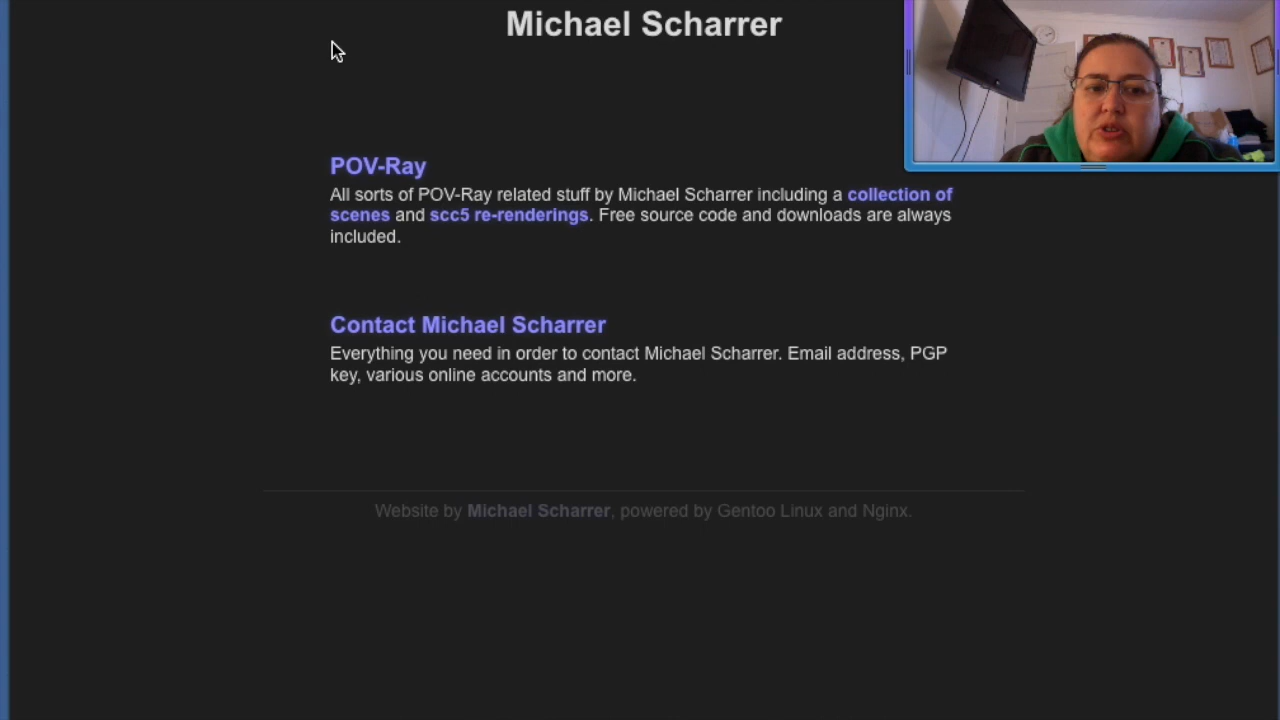 Michael Scharrer
POV-Ray
All sorts of POV-Ray related stuff by Michael Scharrer including a collection of
scenes and scc5 re-renderings. Free source code and downloads are always
included.
Contact Michael Scharrer
Everything you need in order to contact Michael Scharrer. Email address, PGP
key, various online accounts and more.
Website by Michael Scharrer, powered by Gentoo Linux and Nginx.